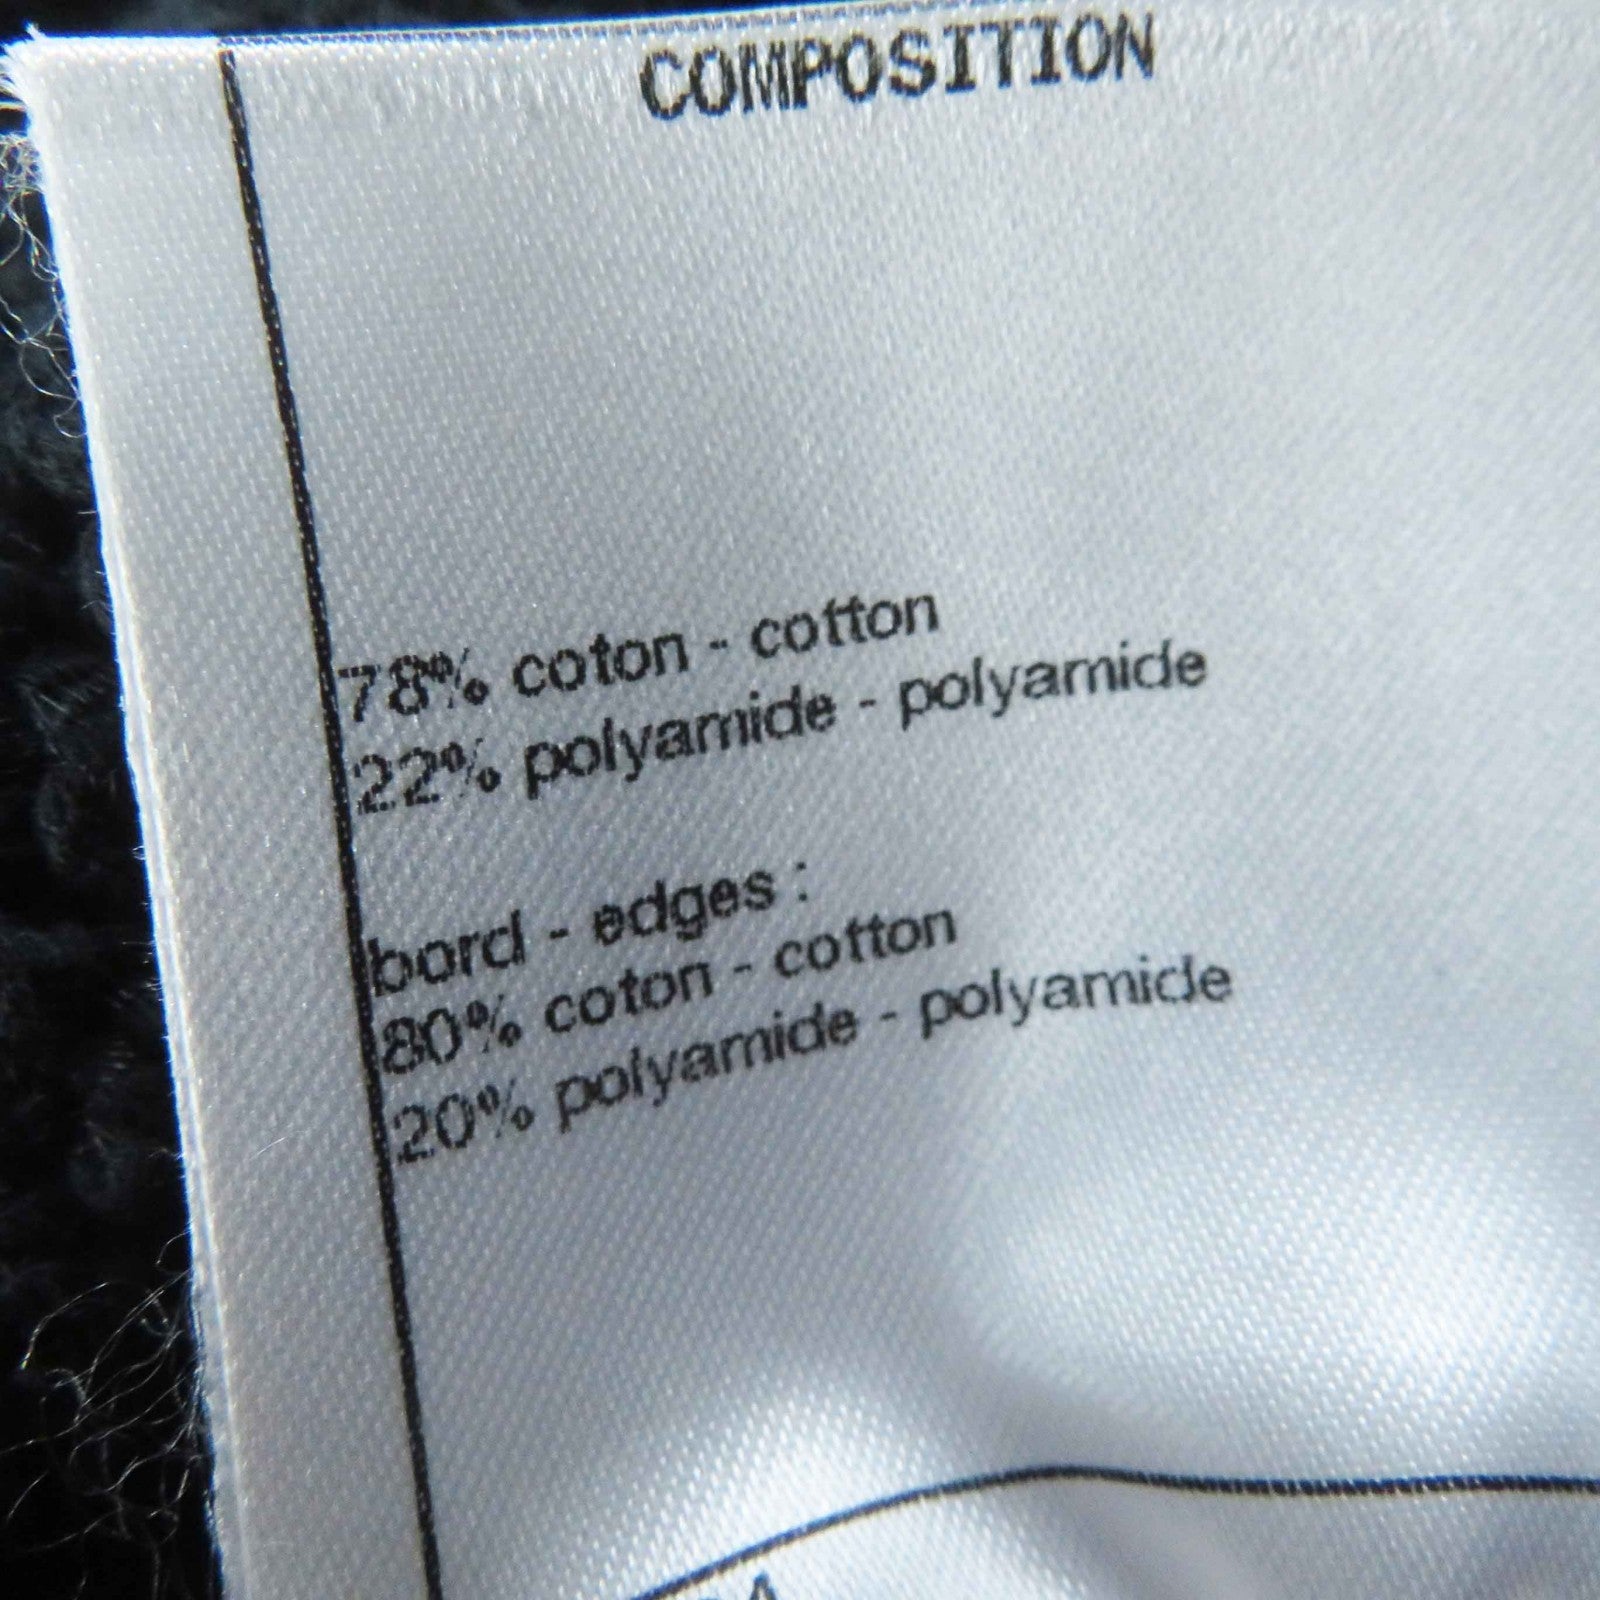 COMPOSITION
78% coton - cotton
22% polyamide - polyamide
bord - edges :
80% coton - cotton
20% polyamide - polyamide